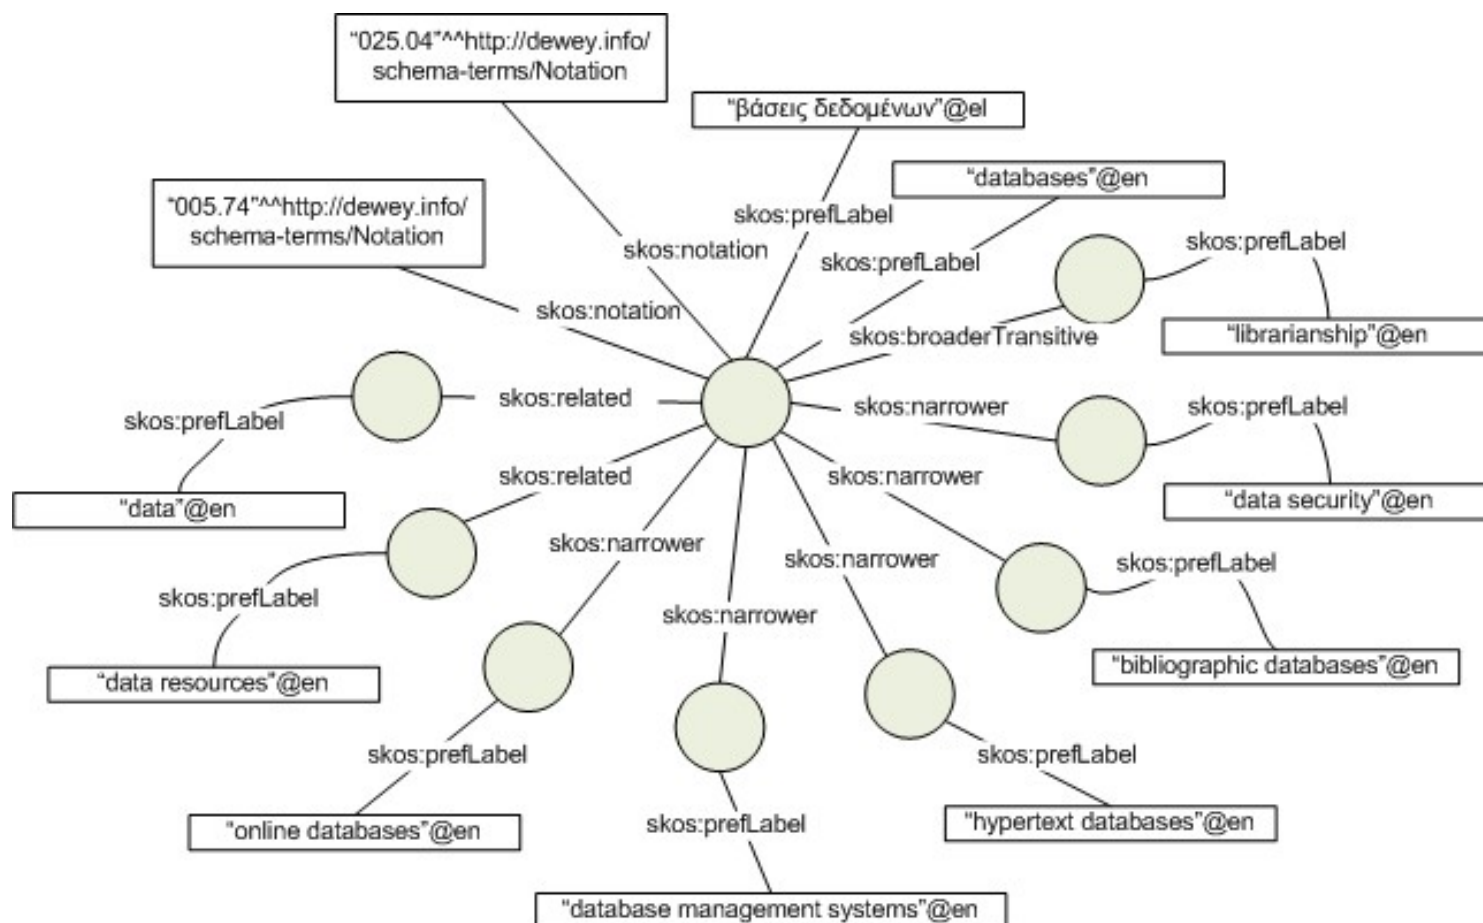 “025.04”^^http://dewey.info/
schema-terms/Notation
“βάσεις δεδομένων”@el
“databases”@en
“005.74”^^http://dewey.info/
schema-terms/Notation
skos:prefLabel
skos:notation
skos:prefLabel
skos:prefLabel
skos:notation
skos:broaderTransitive
“librarianship”@en
skos:related
skos:narrower
skos:prefLabel
skos:prefLabel
skos:related
skos:narrower
“data”@en
“data security”@en
skos:narrower
skos:narrower
skos:prefLabel
skos:prefLabel
skos:narrower
“data resources”@en
“bibliographic databases”@en
skos:prefLabel
skos:prefLabel
“online databases”@en
skos:prefLabel
“hypertext databases”@en
“database management systems”@en